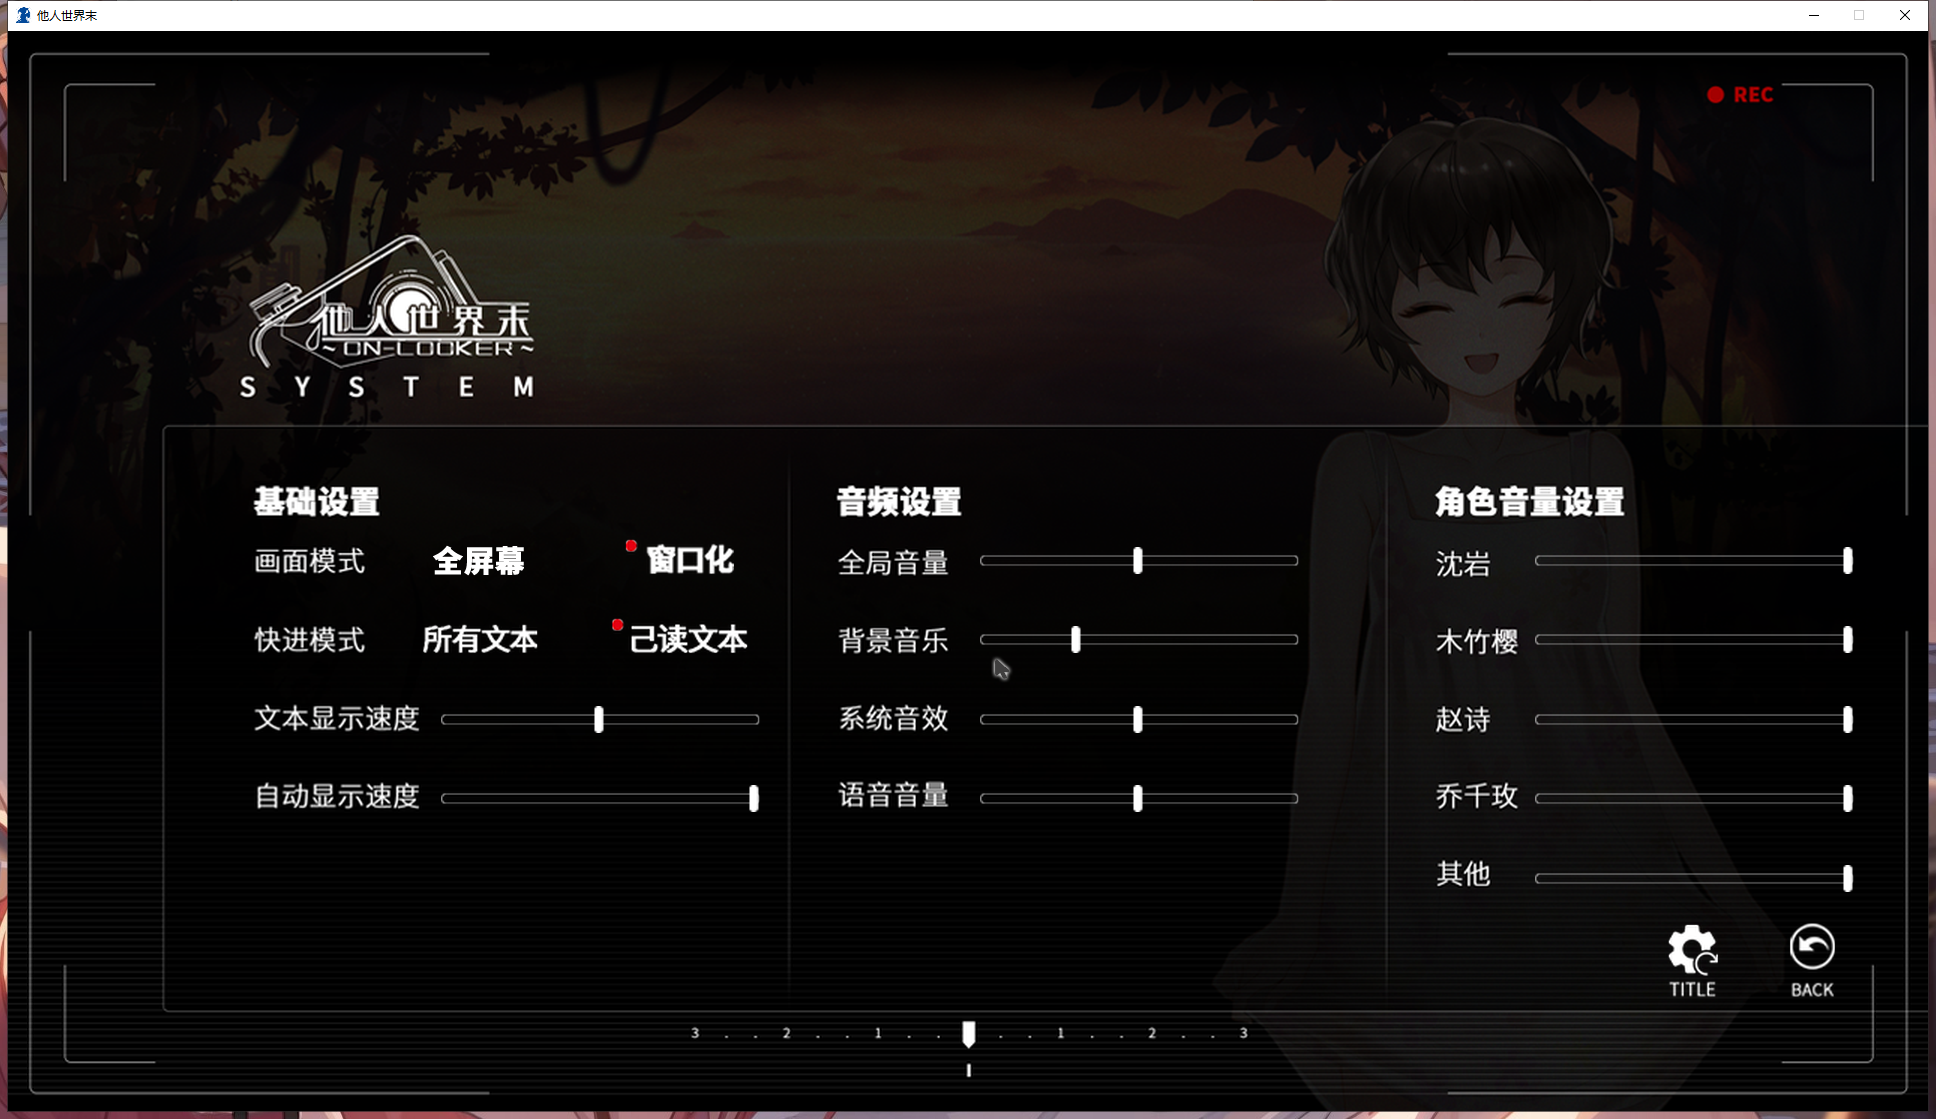 他人世界末
REC
他人世界末
~ON-LOOKER~
SYSTEM
基础设置
画面模式 全屏幕 窗口化
快进模式 所有文本 己读文本
文本显示速度
自动显示速度
音频设置
全局音量
背景音乐
系统音效
语音音量
角色音量设置
沈岩
木竹樱
赵诗
乔千玫
其他
TITLE
BACK
3 . . 2 . . 1 . . . . 1 . . 2 . . 3